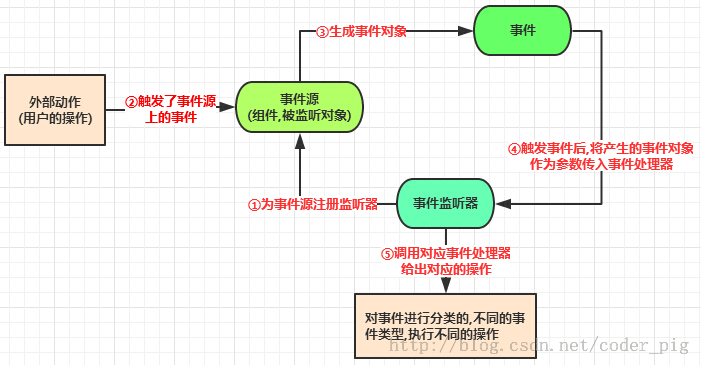 ③生成事件对象
事件
外部动作
(用户的操作)
②触发了事件源
上的事件
事件源
(组件,被监听对象)
④触发事件后,将产生的事件对象
作为参数传入事件处理器
①为事件源注册监听器
事件监听器
⑤调用对应事件处理器
给出对应的操作
对事件进行分类的,不同的事
件类型,执行不同的操作
http://blog.csdn.net/coder_pig